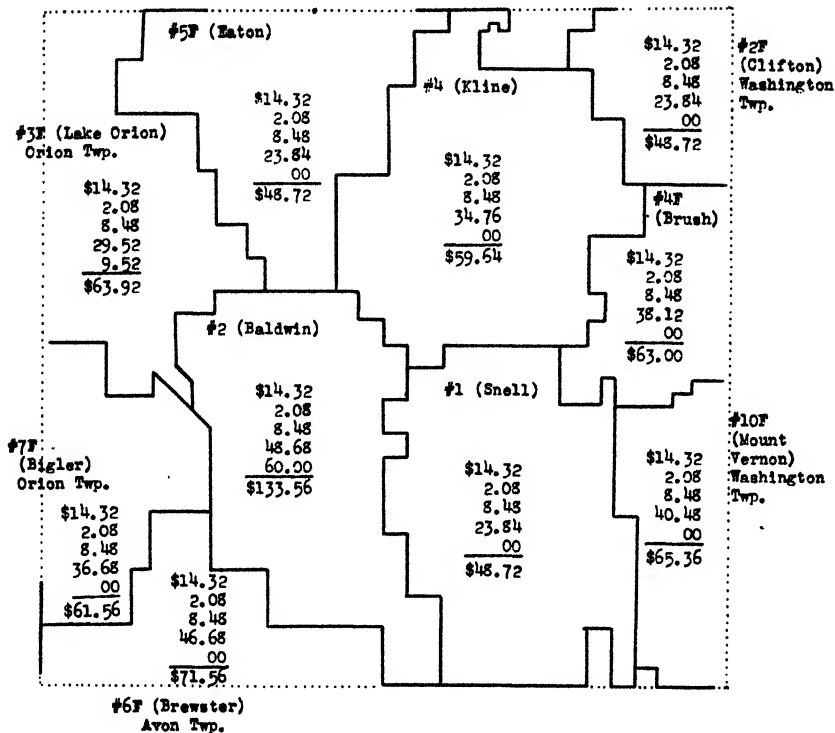 #5F (Eaton)
$14.32
2.08
8.48
23.84
00
$48.72
#4 (Kline)
$14.32
2.08
8.48
34.76
00
$59.64
$14.32
2.08
8.48
23.84
00
$48.72
#2F
(Clifton)
Washington
Twp.
#3F (Lake Orion)
Orion Twp.
$14.32
2.08
8.48
29.52
9.52
$63.92
#4F
(Brush)
$14.32
2.08
8.48
38.12
00
$63.00
#2 (Baldwin)
$14.32
2.08
8.48
48.68
60.00
$133.56
#1 (Snell)
$14.32
2.08
8.48
23.84
00
$48.72
#10F
(Mount
Vernon)
Washington
Twp.
$14.32
2.08
8.48
40.48
00
$65.36
#7F
(Bigler)
Orion Twp.
$14.32
2.08
8.48
36.68
00
$61.56
$14.32
2.08
8.48
46.68
00
$71.56
#6F (Brewster)
Avon Twp.